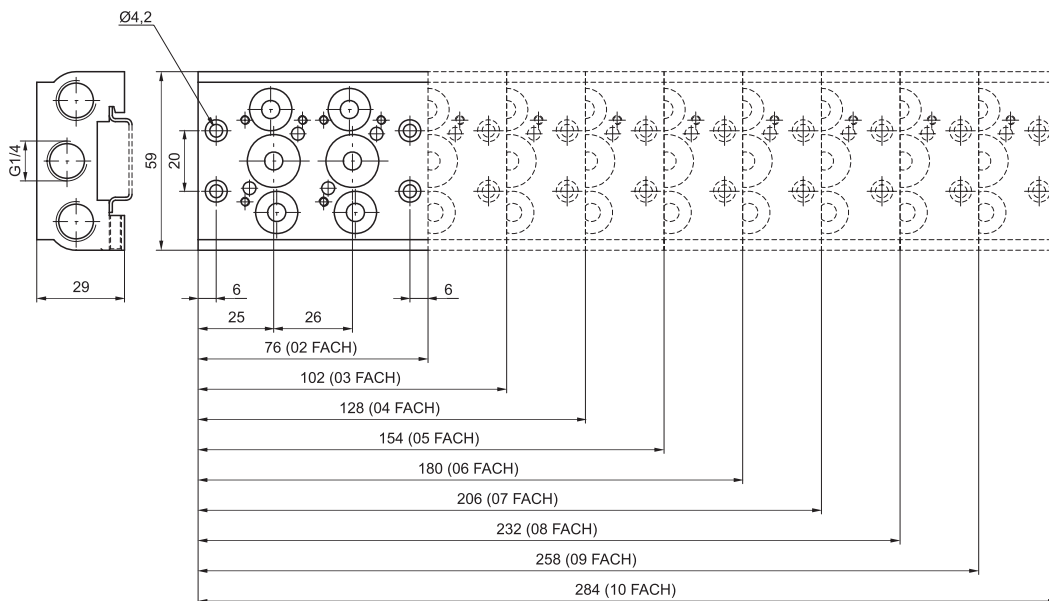 Ø4,2
G1/4
59
20
29
6
6
25
26
76 (02 FACH)
102 (03 FACH)
128 (04 FACH)
154 (05 FACH)
180 (06 FACH)
206 (07 FACH)
232 (08 FACH)
258 (09 FACH)
284 (10 FACH)